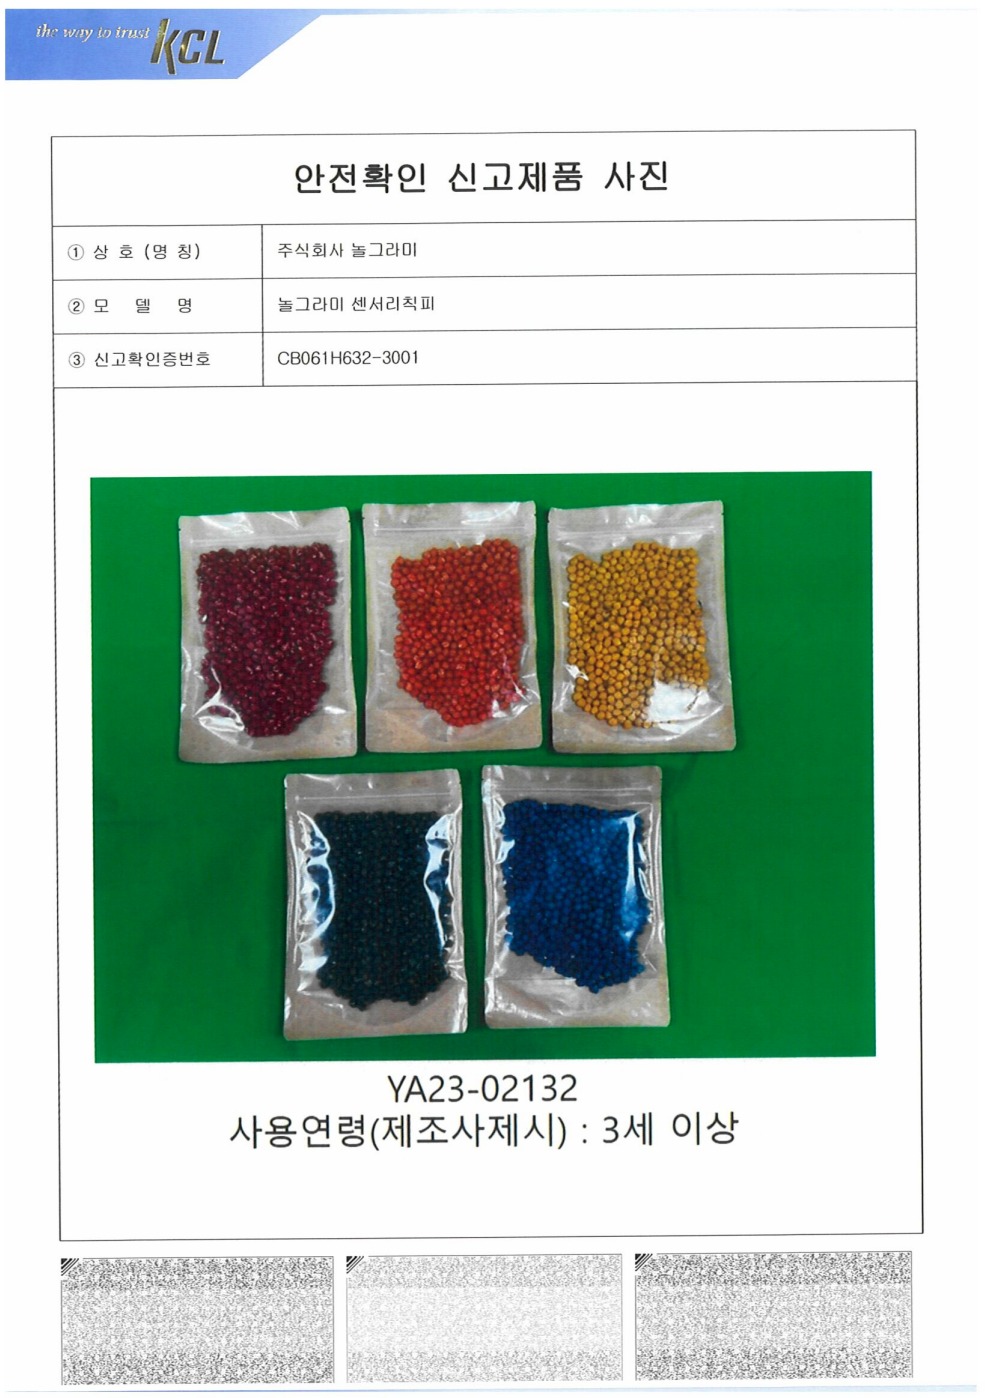 the way to trust KCL
안전확인 신고제품 사진
① 상 호 (명 칭) 주식회사 놀그라미
② 모 델 명 놀그라미 센서리칙피
③ 신고확인증번호 CB061H632-3001
YA23-02132
사용연령(제조사제시) : 3세 이상